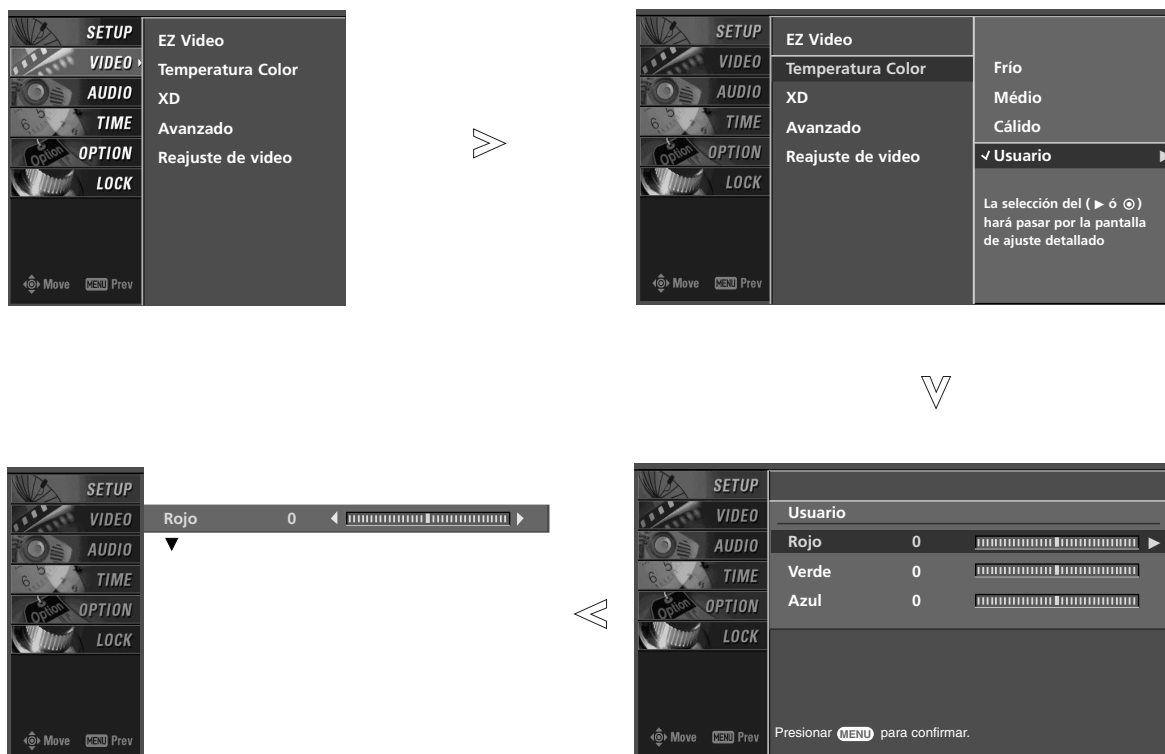 SETUP
VIDEO
AUDIO
TIME
OPTION
LOCK
Move MENU Prev
EZ Video
Temperatura Color
XD
Avanzado
Reajuste de video
SETUP
VIDEO
AUDIO
TIME
OPTION
LOCK
Move MENU Prev
EZ Video
Temperatura Color
XD
Avanzado
Reajuste de video
Frío
Médio
Cálido
✓ Usuario ▶
La selección del ( ▶ ó ◉ )
hará pasar por la pantalla
de ajuste detallado
SETUP
VIDEO
AUDIO
TIME
OPTION
LOCK
Move MENU Prev
Rojo 0 ◀ ▶
▼
SETUP
VIDEO
AUDIO
TIME
OPTION
LOCK
Move MENU Prev
Usuario
Rojo 0 ▶
Verde 0
Azul 0
Presionar MENU para confirmar.